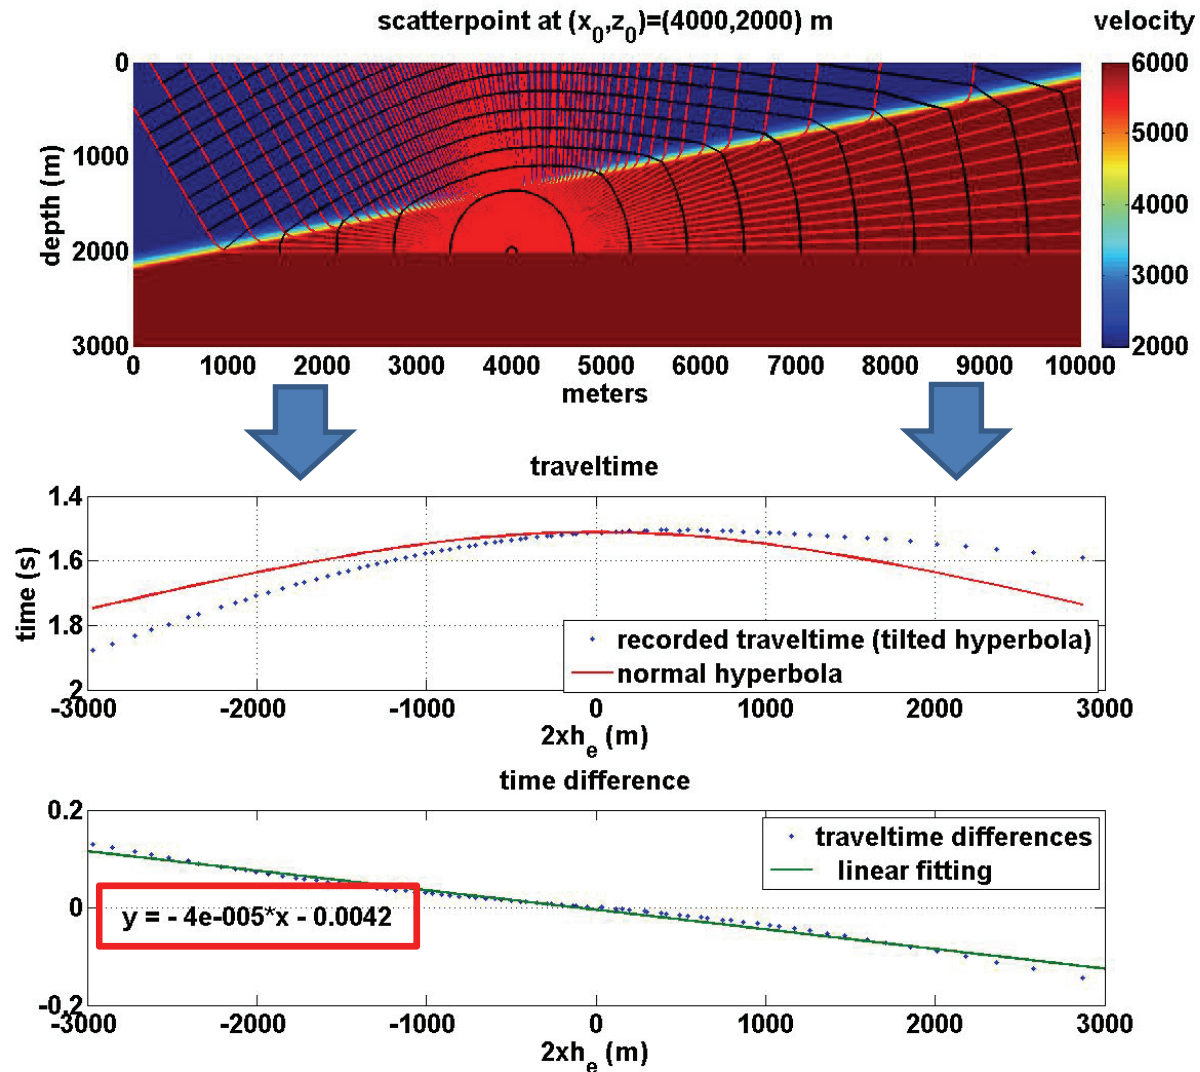 scatterpoint at (x0,z0)=(4000,2000) m
velocity
0
1000
2000
3000
depth (m)
0 1000 2000 3000 4000 5000 6000 7000 8000 9000 10000
meters
6000
5000
4000
3000
2000
traveltime
1.4
1.6
1.8
2
time (s)
recorded traveltime (tilted hyperbola)
normal hyperbola
-3000 -2000 -1000 0 1000 2000 3000
2xhe (m)
time difference
0.2
0
-0.2
traveltime differences
linear fitting
y = - 4e-005*x - 0.0042
-3000 -2000 -1000 0 1000 2000 3000
2xhe (m)